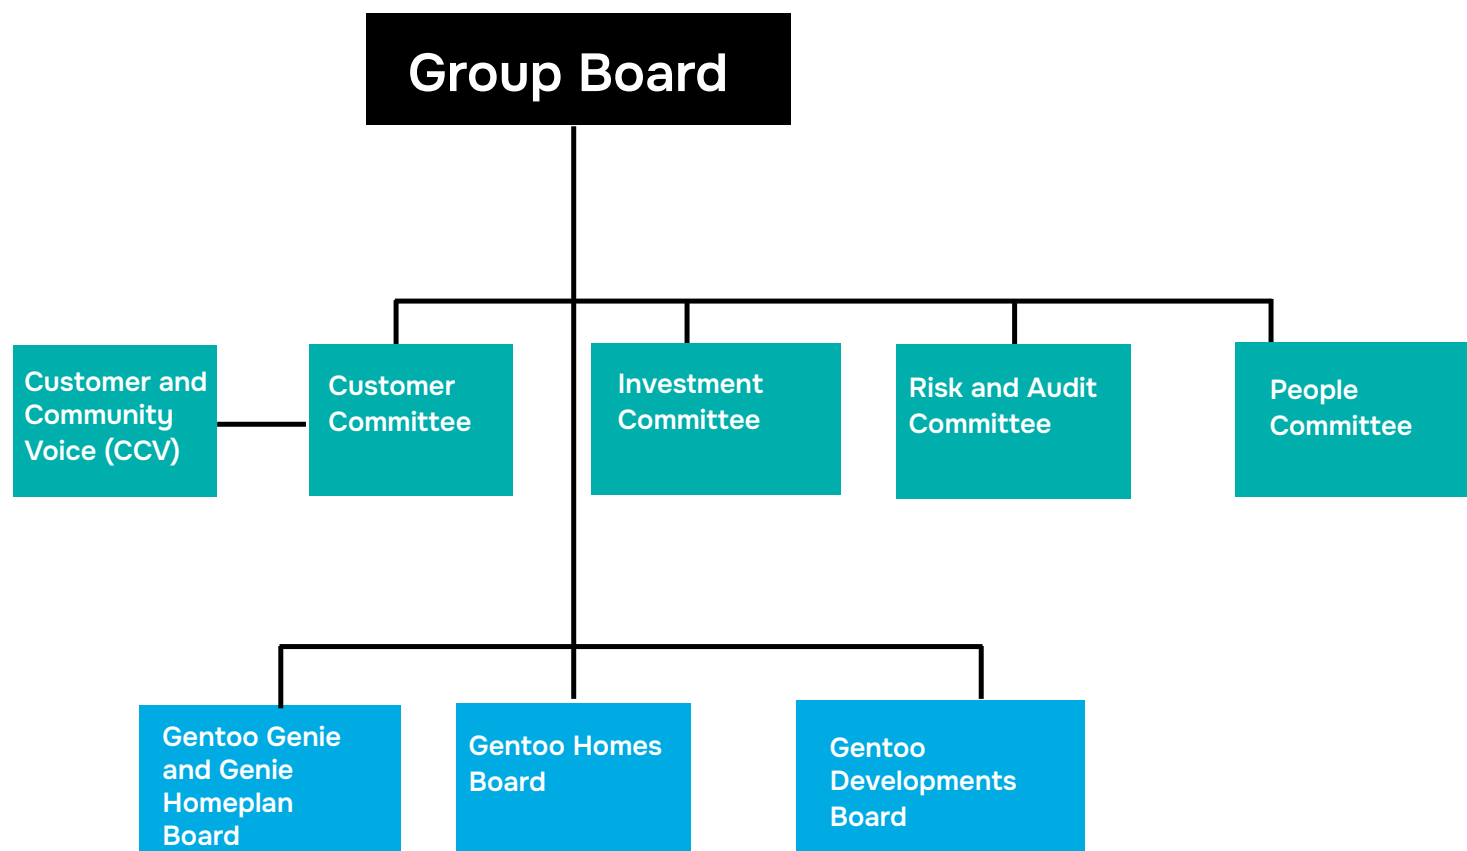 Group Board
Customer and
Community
Voice (CCV)
Customer
Committee
Investment
Committee
Risk and Audit
Committee
People
Committee
Gentoo Genie
and Genie
Homeplan
Board
Gentoo Homes
Board
Gentoo
Developments
Board